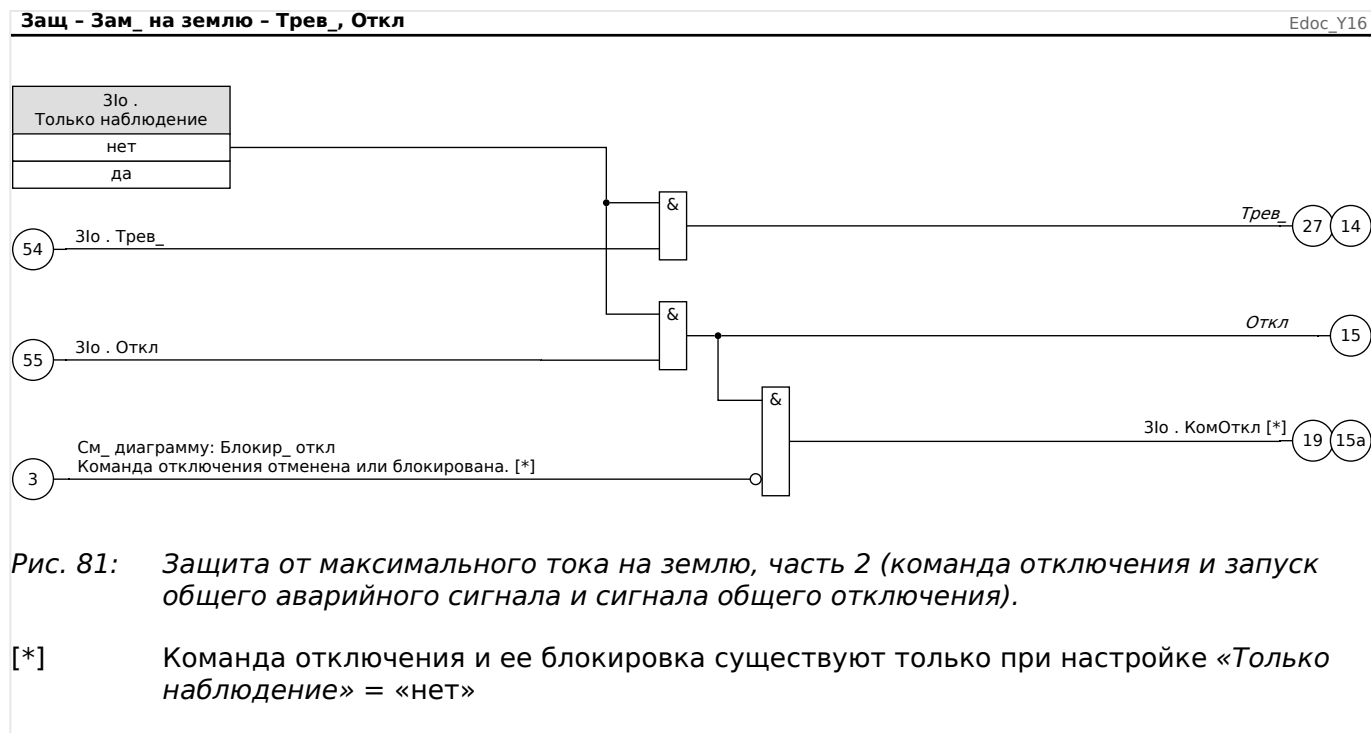 Защ – Зам_ на землю – Трев_, Откл
Edoc_Y16
3Io .
Только наблюдение
нет
да
&
54
3Io . Трев_
Трев_
27
14
&
55
3Io . Откл
Откл
15
&
3
См_ диаграмму: Блокир_ откл
Команда отключения отменена или блокирована. [*]
3Io . КомОткл [*]
19
15a
Рис. 81: Защита от максимального тока на землю, часть 2 (команда отключения и запуск
общего аварийного сигнала и сигнала общего отключения).
[*] Команда отключения и ее блокировка существуют только при настройке «Только
наблюдение» = «нет»